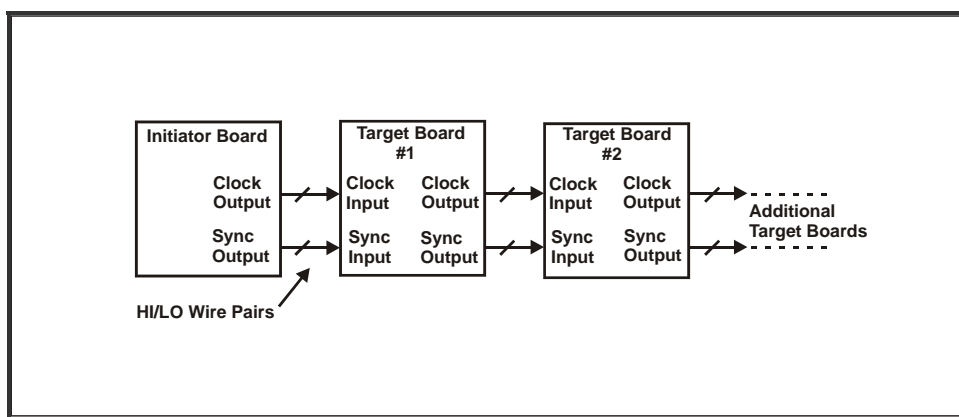 Initiator Board
Clock
Output
Sync
Output
Target Board
#1
Clock
Input
Clock
Output
Sync
Input
Sync
Output
Target Board
#2
Clock
Input
Clock
Output
Sync
Input
Sync
Output
Additional
Target Boards
HI/LO Wire Pairs